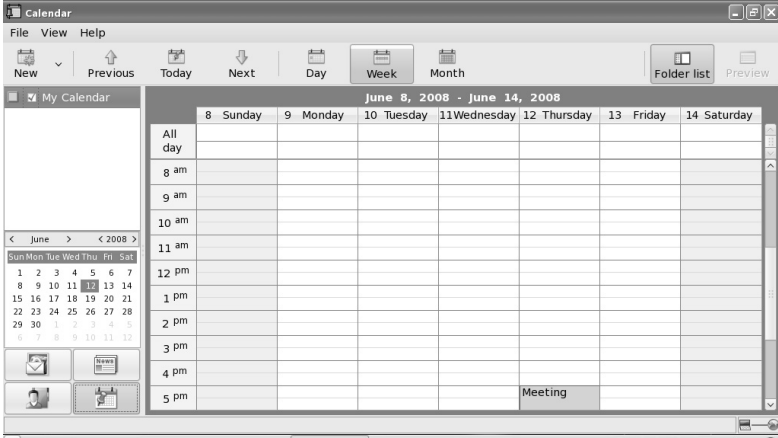 Calendar
File View Help
New Previous Today Next Day Week Month Folder list Preview
My Calendar
June 8, 2008 - June 14, 2008
8 Sunday 9 Monday 10 Tuesday 11Wednesday 12 Thursday 13 Friday 14 Saturday
All
day
8 am
9 am
10 am
11 am
12 pm
1 pm
2 pm
3 pm
4 pm
5 pm
Meeting
< June > < 2008 >
Sun Mon Tue Wed Thu Fri Sat
1 2 3 4 5 6 7
8 9 10 11 12 13 14
15 16 17 18 19 20 21
22 23 24 25 26 27 28
29 30 1 2 3 4 5
6 7 8 9 10 11 12
News